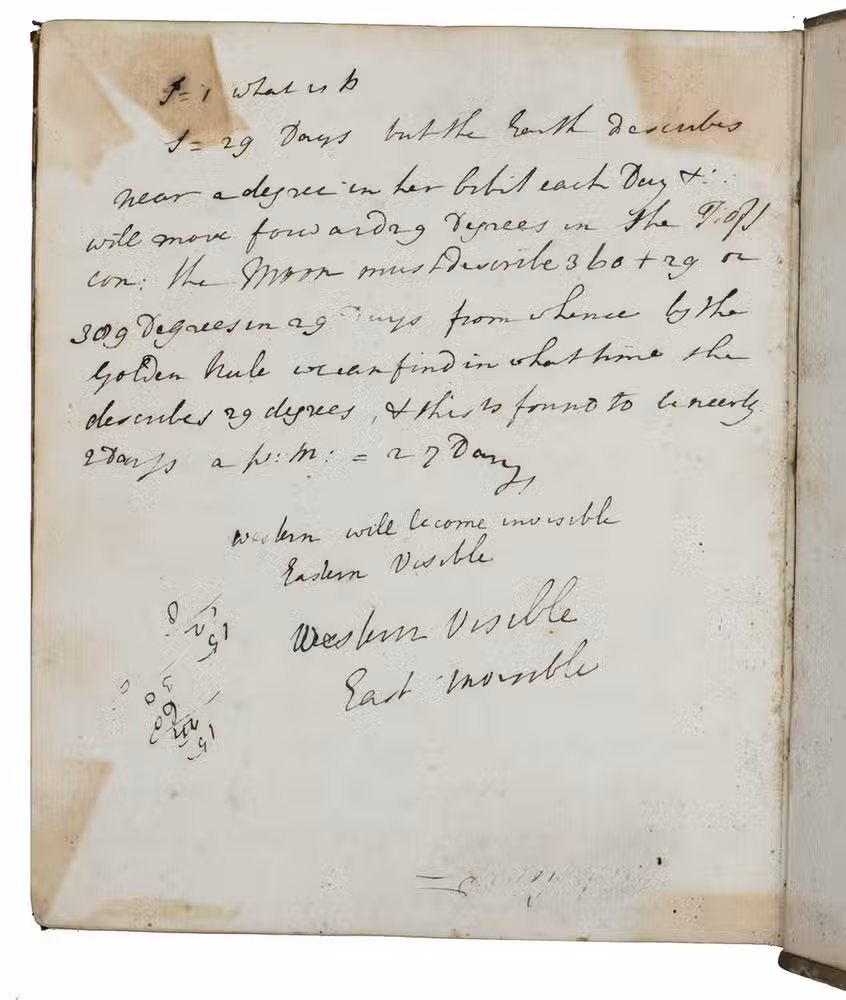 S = 1 what is P
S = 29 Days but the Earth describes
near a degree in her orbit each Day &
will move forward 29 Degrees in the T: of S
con: the Moon must describe 360 + 29 or
389 Degrees in 29 Days from whence by the
Golden Rule we can find in what time she
describes 29 degrees, & this is found to be nearly
2 Days a p: m: = 27 Days
western will become invisible
Eastern Visible
Western Visible
East invisible